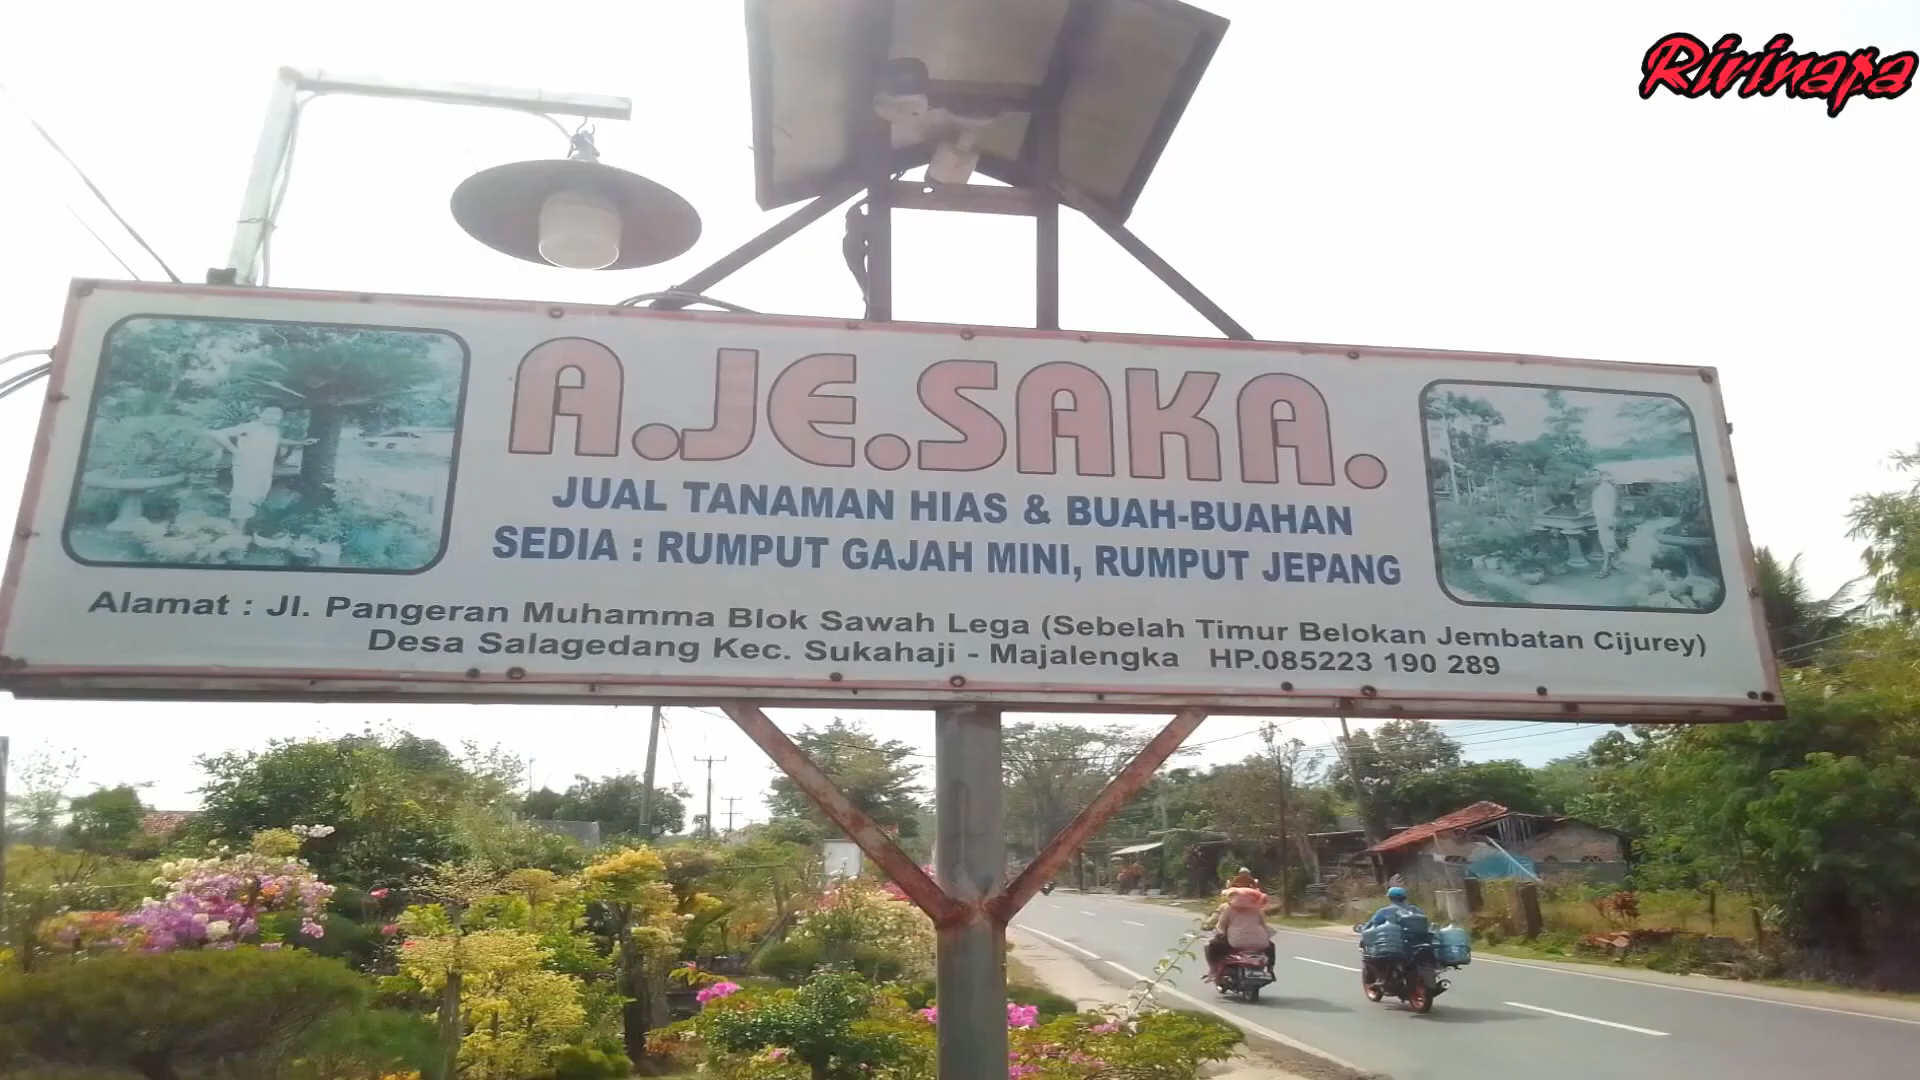 Ririnapa
A.JE.SAKA.
JUAL TANAMAN HIAS & BUAH-BUAHAN
SEDIA : RUMPUT GAJAH MINI, RUMPUT JEPANG
Alamat : Jl. Pangeran Muhamma Blok Sawah Lega (Sebelah Timur Belokan Jembatan Cijurey)
Desa Salagedang Kec. Sukahaji - Majalengka HP.085223 190 289